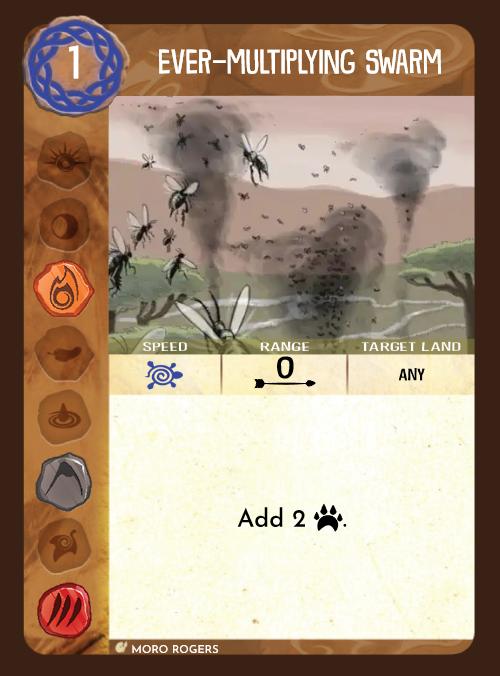 1
EVER-MULTIPLYING SWARM
SPEED RANGE TARGET LAND
0 ANY
Add 2 .
MORO ROGERS